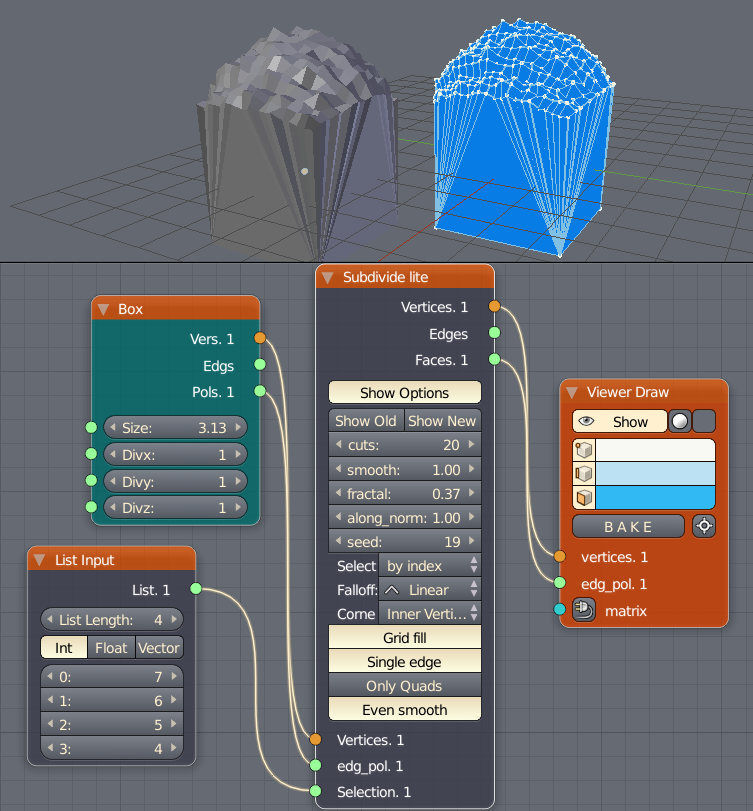 Subdivide lite
Vertices. 1
Edges
Faces. 1
Show Options
Show Old Show New
cuts: 20
smooth: 1.00
fractal: 0.37
along_norm: 1.00
seed: 19
Select by index
Falloff: Linear
Corne Inner Verti...
Grid fill
Single edge
Only Quads
Even smooth
Vertices. 1
edg_pol. 1
Selection. 1
Box
Vers. 1
Edgs
Pols. 1
Size: 3.13
Divx: 1
Divy: 1
Divz: 1
List Input
List. 1
List Length: 4
Int Float Vector
0: 7
1: 6
2: 5
3: 4
Viewer Draw
Show
BAKE
vertices. 1
edg_pol. 1
matrix